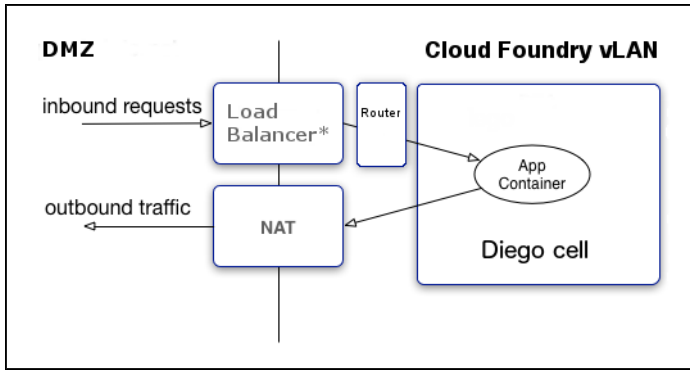 DMZ
Cloud Foundry vLAN
inbound requests
Load
Balancer*
Router
App
Container
outbound traffic
NAT
Diego cell